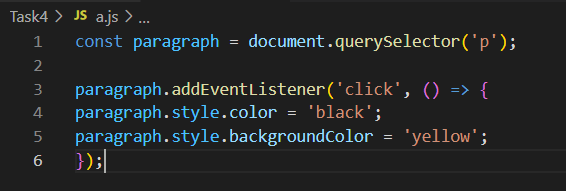 Task4 > JS a.js > ...
1 const paragraph = document.querySelector('p');
2
3 paragraph.addEventListener('click', () => {
4 paragraph.style.color = 'black';
5 paragraph.style.backgroundColor = 'yellow';
6 });